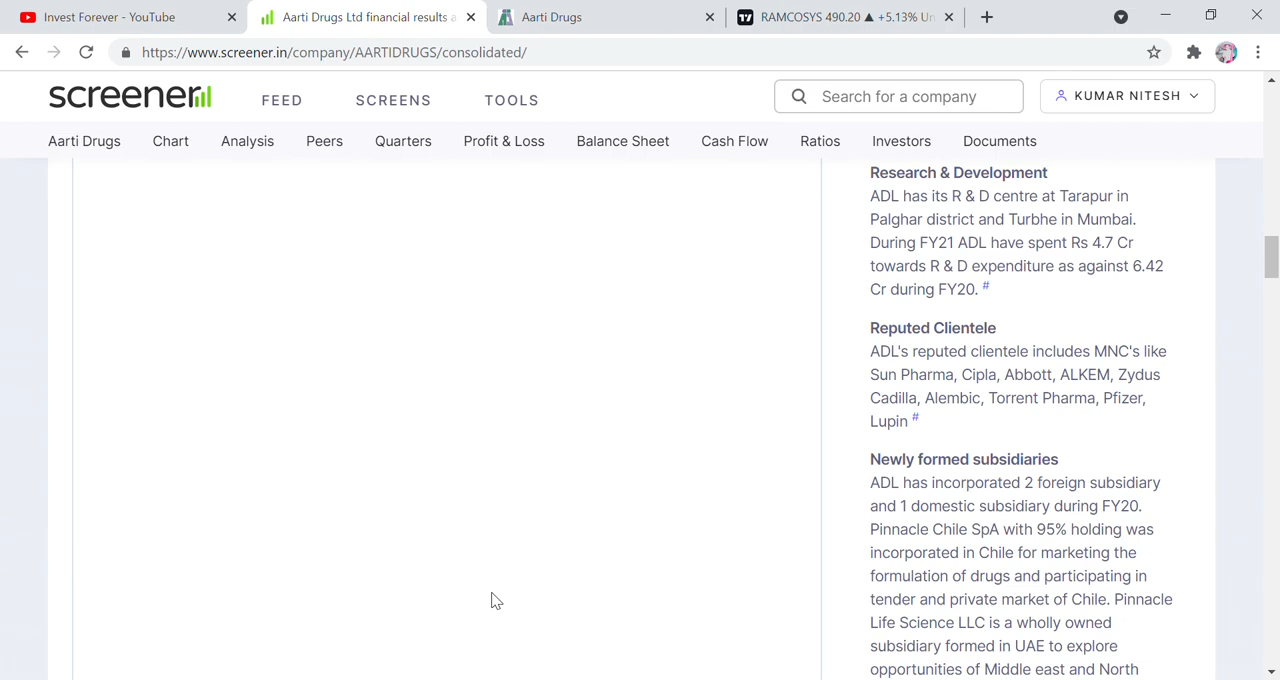 Invest Forever - YouTube
Aarti Drugs Ltd financial results a
Aarti Drugs
RAMCOSYS 490.20 ▲ +5.13% Un
https://www.screener.in/company/AARTIDRUGS/consolidated/
screener
FEED
SCREENS
TOOLS
Search for a company
KUMAR NITESH
Aarti Drugs
Chart
Analysis
Peers
Quarters
Profit & Loss
Balance Sheet
Cash Flow
Ratios
Investors
Documents
Research & Development
ADL has its R & D centre at Tarapur in
Palghar district and Turbhe in Mumbai.
During FY21 ADL have spent Rs 4.7 Cr
towards R & D expenditure as against 6.42
Cr during FY20. #
Reputed Clientele
ADL's reputed clientele includes MNC's like
Sun Pharma, Cipla, Abbott, ALKEM, Zydus
Cadilla, Alembic, Torrent Pharma, Pfizer,
Lupin #
Newly formed subsidiaries
ADL has incorporated 2 foreign subsidiary
and 1 domestic subsidiary during FY20.
Pinnacle Chile SpA with 95% holding was
incorporated in Chile for marketing the
formulation of drugs and participating in
tender and private market of Chile. Pinnacle
Life Science LLC is a wholly owned
subsidiary formed in UAE to explore
opportunities of Middle east and North